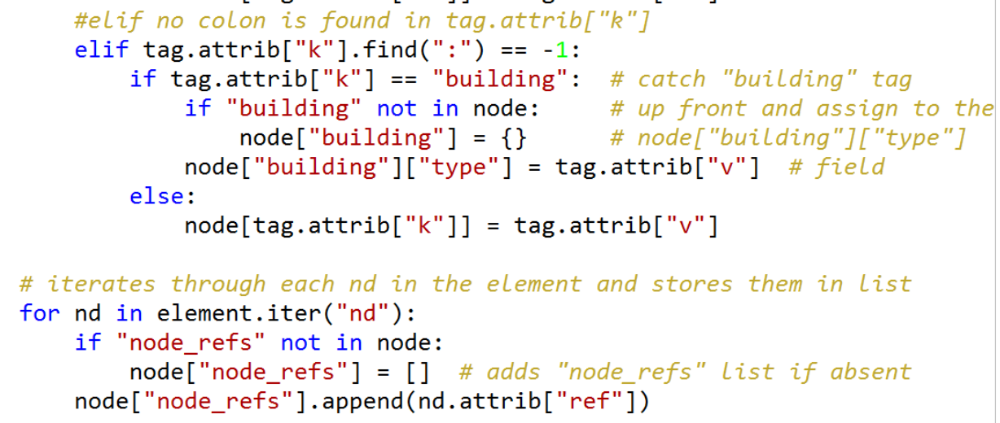 #elif no colon is found in tag.attrib["k"]
elif tag.attrib["k"].find(":") == -1:
if tag.attrib["k"] == "building":  # catch "building" tag
if "building" not in node:     # up front and assign to the
node["building"] = {}      # node["building"]["type"]
node["building"]["type"] = tag.attrib["v"]  # field
else:
node[tag.attrib["k"]] = tag.attrib["v"]
# iterates through each nd in the element and stores them in list
for nd in element.iter("nd"):
if "node_refs" not in node:
node["node_refs"] = []  # adds "node_refs" list if absent
node["node_refs"].append(nd.attrib["ref"])